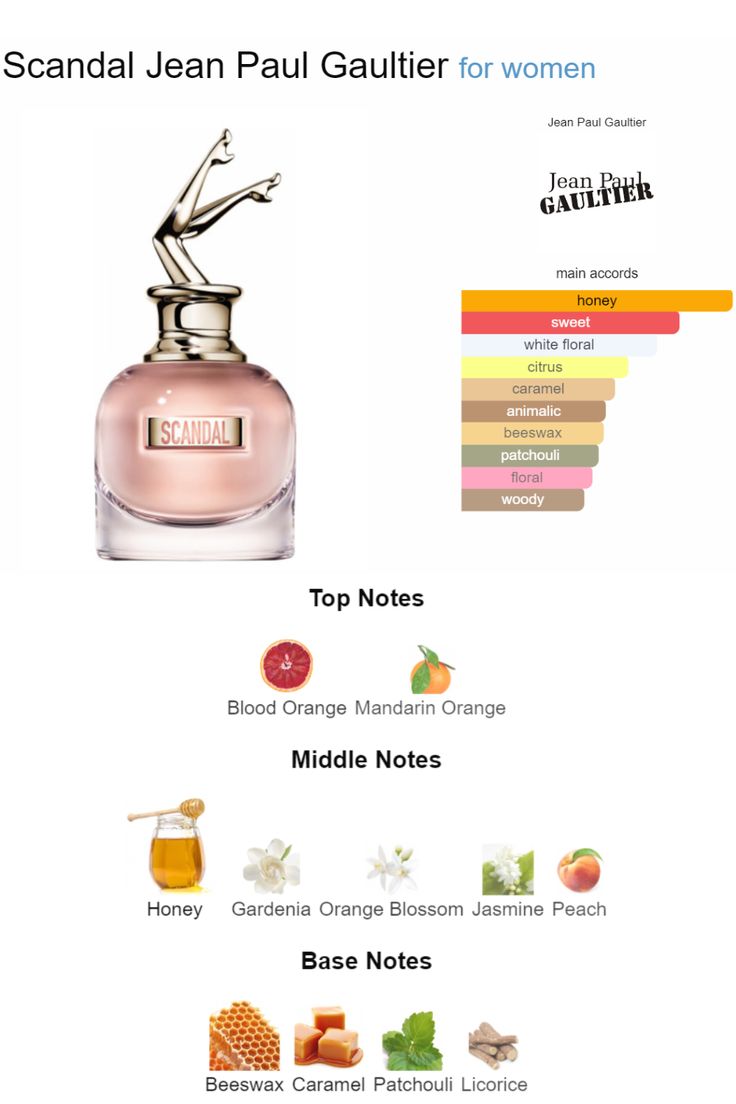 Scandal Jean Paul Gaultier for women
Jean Paul Gaultier
Jean Paul
GAULTIER
main accords
honey
sweet
white floral
citrus
caramel
animalic
beeswax
patchouli
floral
woody
SCANDAL
Top Notes
Blood Orange Mandarin Orange
Middle Notes
Honey Gardenia Orange Blossom Jasmine Peach
Base Notes
Beeswax Caramel Patchouli Licorice